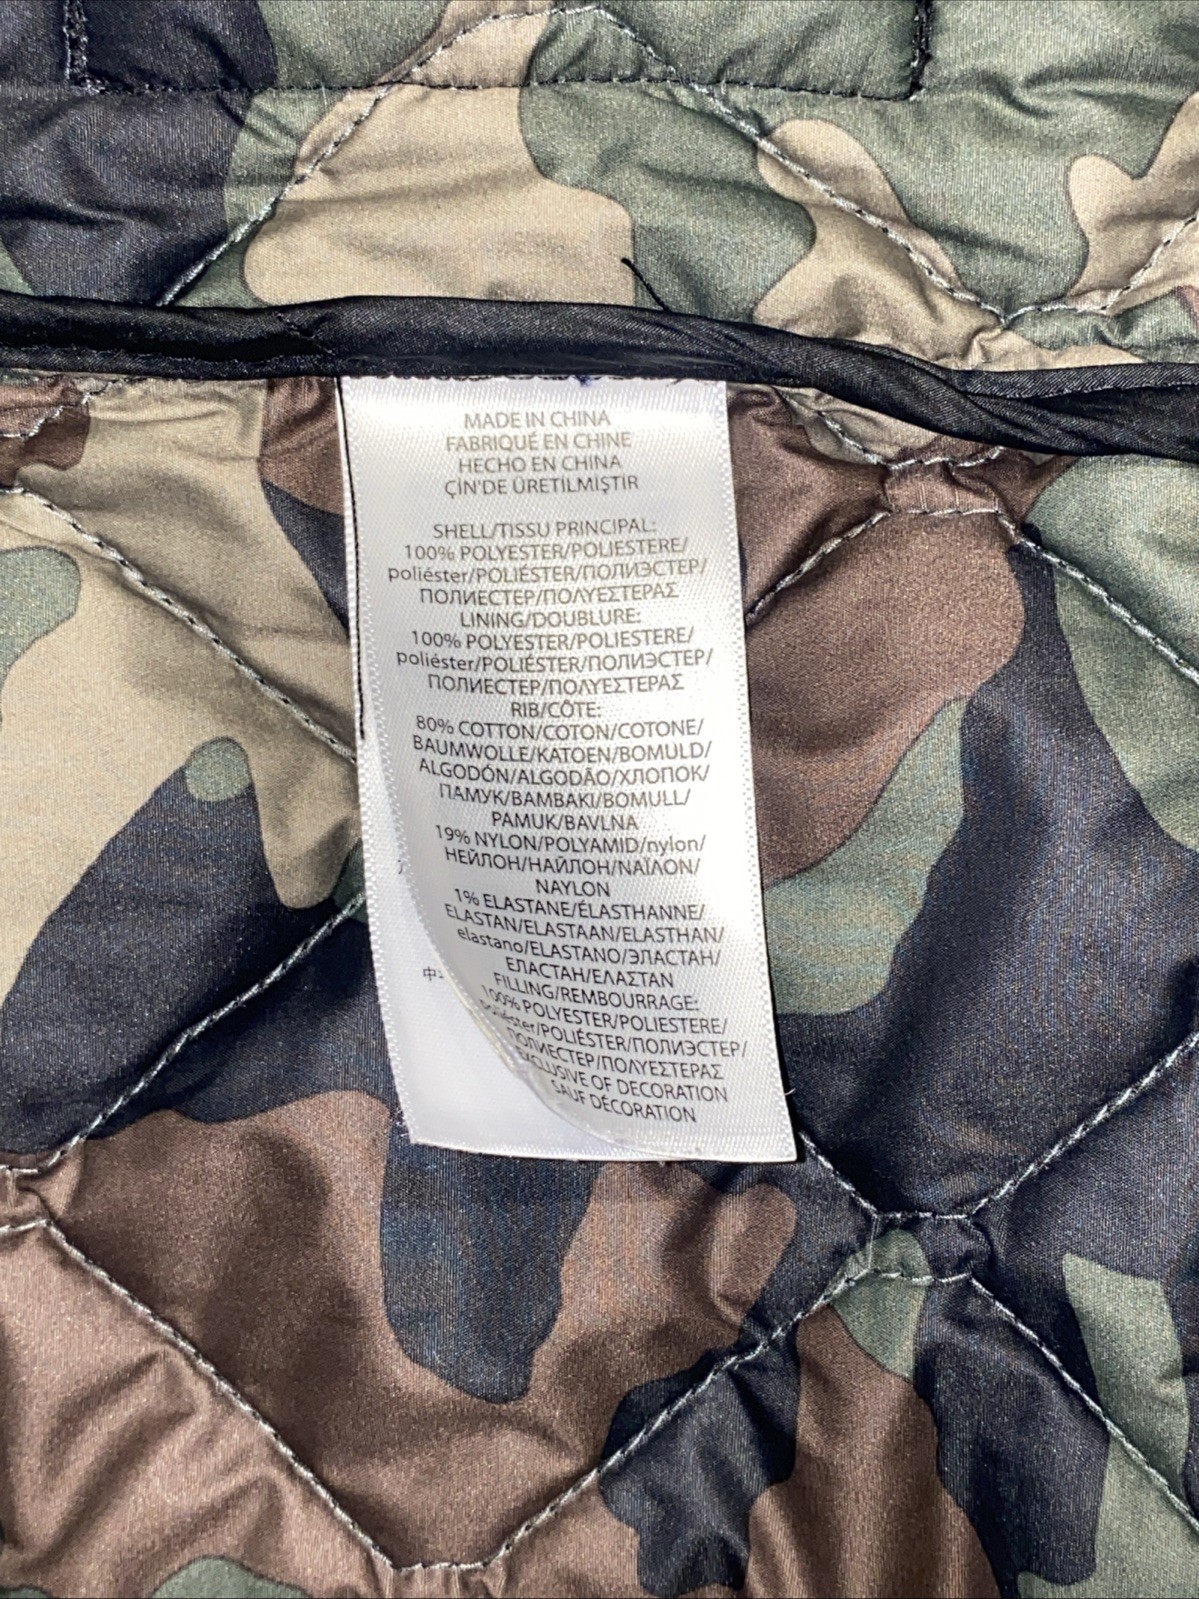 MADE IN CHINA
FABRIQUÉ EN CHINE
HECHO EN CHINA
ÇİN'DE ÜRETİLMİŞTİR
SHELL/TISSU PRINCIPAL:
100% POLYESTER/POLIESTERE/
poliéster/POLIÉSTER/ПОЛИЭСТЕР/
ПОЛИЕСТЕР/ΠΟΛΥΕΣΤΕΡΑΣ
LINING/DOUBLURE:
100% POLYESTER/POLIESTERE/
poliéster/POLIÉSTER/ПОЛИЭСТЕР/
ПОЛИЕСТЕР/ΠΟΛΥΕΣΤΕΡΑΣ
RIB/CÔTE:
80% COTTON/COTON/COTONE/
BAUMWOLLE/KATOEN/BOMULD/
ALGODÓN/ALGODÃO/ХЛОПОК/
ПАМУК/ΒΑΜΒΑΚΙ/BOMULL/
PAMUK/BAVLNA
19% NYLON/POLYAMID/nylon/
НЕЙЛОН/НАЙЛОН/ΝΑΪΛΟΝ/
NAYLON
1% ELASTANE/ÉLASTHANNE/
ELASTAN/ELASTAAN/ELASTHAN/
elastano/ELASTANO/ЭЛАСТАН/
ЕЛАСТАН/ΕΛΑΣΤΑΝ
FILLING/REMBOURRAGE:
100% POLYESTER/POLIESTERE/
poliéster/POLIÉSTER/ПОЛИЭСТЕР/
ПОЛИЕСТЕР/ΠΟΛΥΕΣΤΕΡΑΣ
EXCLUSIVE OF DECORATION
SAUF DÉCORATION
中